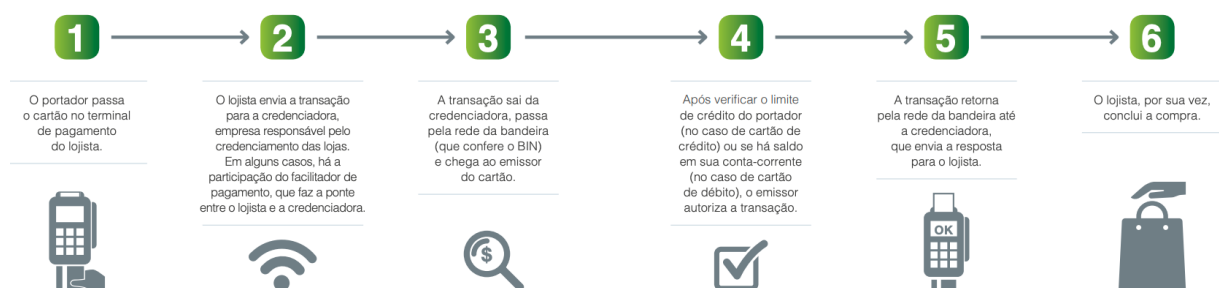 1
2
3
4
5
6
O portador passa
o cartão no terminal
de pagamento
do lojista.
O lojista envia a transação
para a credenciadora,
empresa responsável pelo
credenciamento das lojas.
Em alguns casos, há a
participação do facilitador de
pagamento, que faz a ponte
entre o lojista e a credenciadora.
A transação sai da
credenciadora, passa
pela rede da bandeira
(que confere o BIN)
e chega ao emissor
do cartão.
Após verificar o limite
de crédito do portador
(no caso de cartão de
crédito) ou se há saldo
em sua conta-corrente
(no caso de cartão
de débito), o emissor
autoriza a transação.
A transação retorna
pela rede da bandeira até
a credenciadora,
que envia a resposta
para o lojista.
O lojista, por sua vez,
conclui a compra.
$
OK